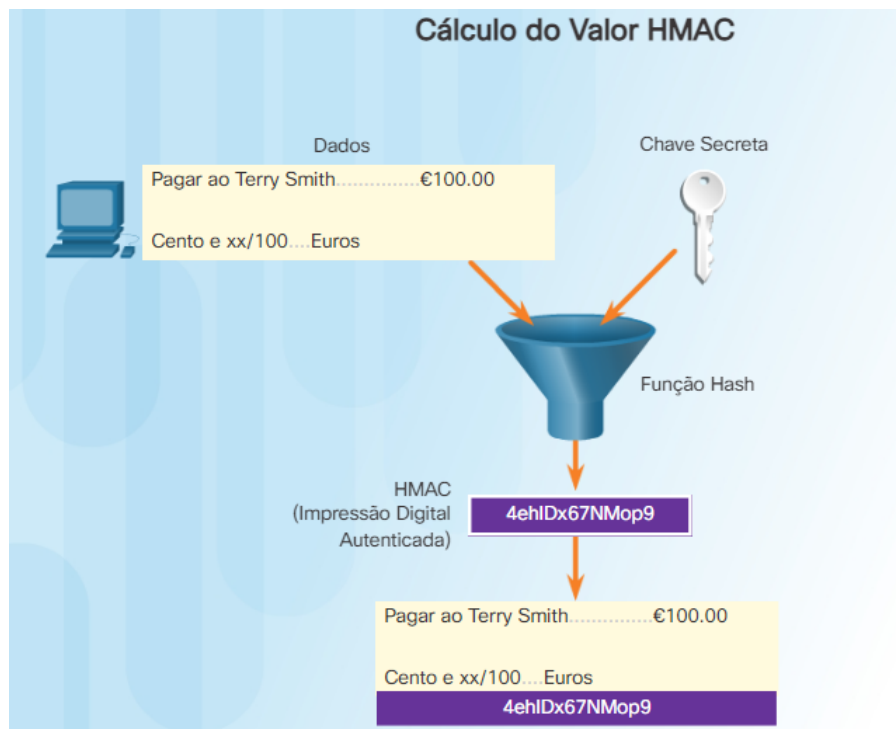 Cálculo do Valor HMAC
Dados
Chave Secreta
Pagar ao Terry Smith...............€100.00
Cento e xx/100....Euros
Função Hash
HMAC
(Impressão Digital
Autenticada)
4ehIDx67NMop9
Pagar ao Terry Smith...............€100.00
Cento e xx/100....Euros
4ehIDx67NMop9